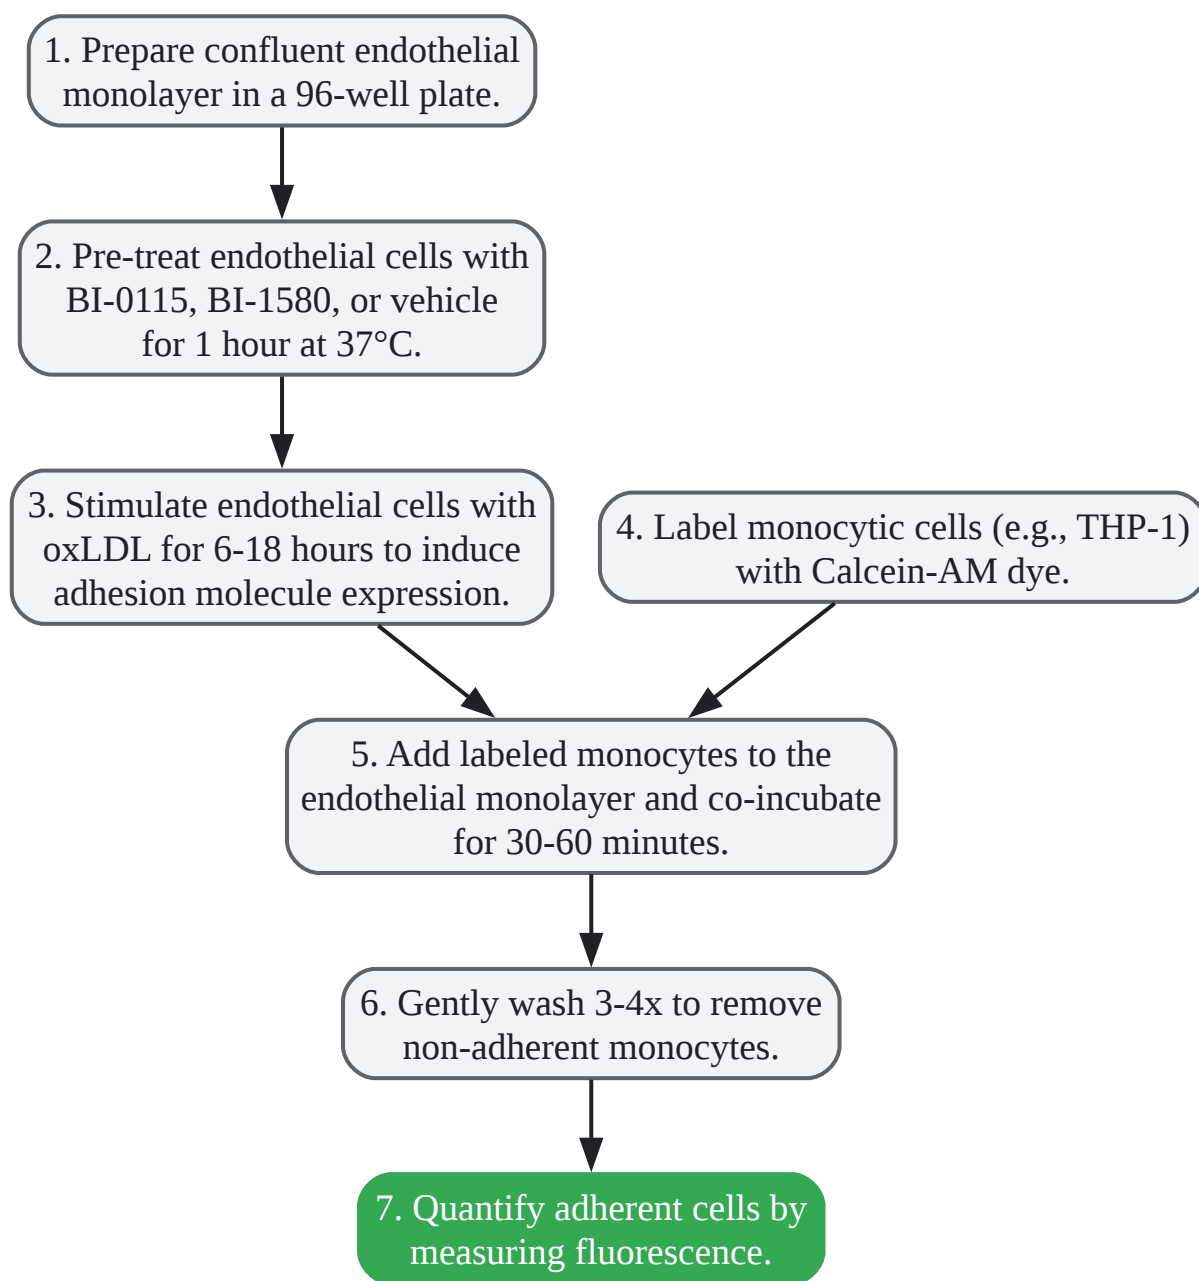 1. Prepare confluent endothelial
monolayer in a 96-well plate.
2. Pre-treat endothelial cells with
BI-0115, BI-1580, or vehicle
for 1 hour at 37°C.
3. Stimulate endothelial cells with
oxLDL for 6-18 hours to induce
adhesion molecule expression.
4. Label monocytic cells (e.g., THP-1)
with Calcein-AM dye.
5. Add labeled monocytes to the
endothelial monolayer and co-incubate
for 30-60 minutes.
6. Gently wash 3-4x to remove
non-adherent monocytes.
7. Quantify adherent cells by
measuring fluorescence.